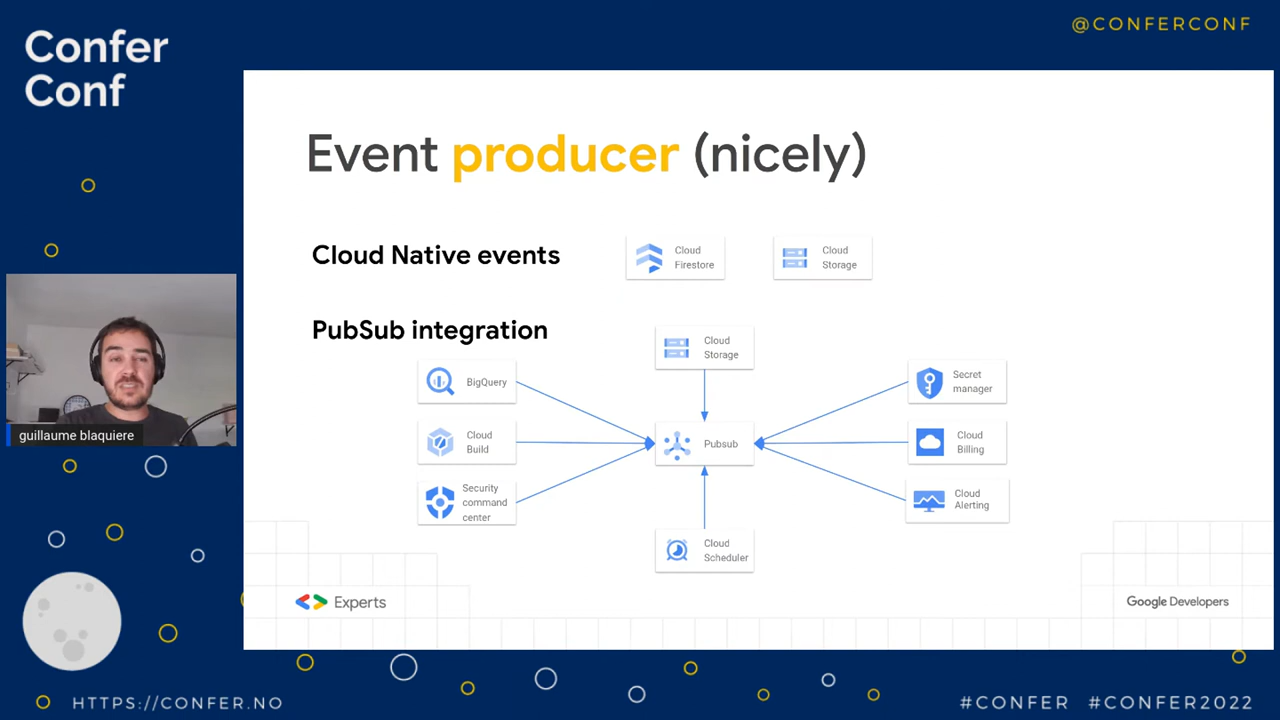 Confer
Conf
@CONFERCONF
Event producer (nicely)
Cloud Native events
Cloud
Firestore
Cloud
Storage
PubSub integration
Cloud
Storage
BigQuery
Secret
manager
Cloud
Build
Pubsub
Cloud
Billing
Security
command
center
Cloud
Alerting
Cloud
Scheduler
guillaume blaquiere
Experts
Google Developers
HTTPS://CONFER.NO
#CONFER #CONFER2022